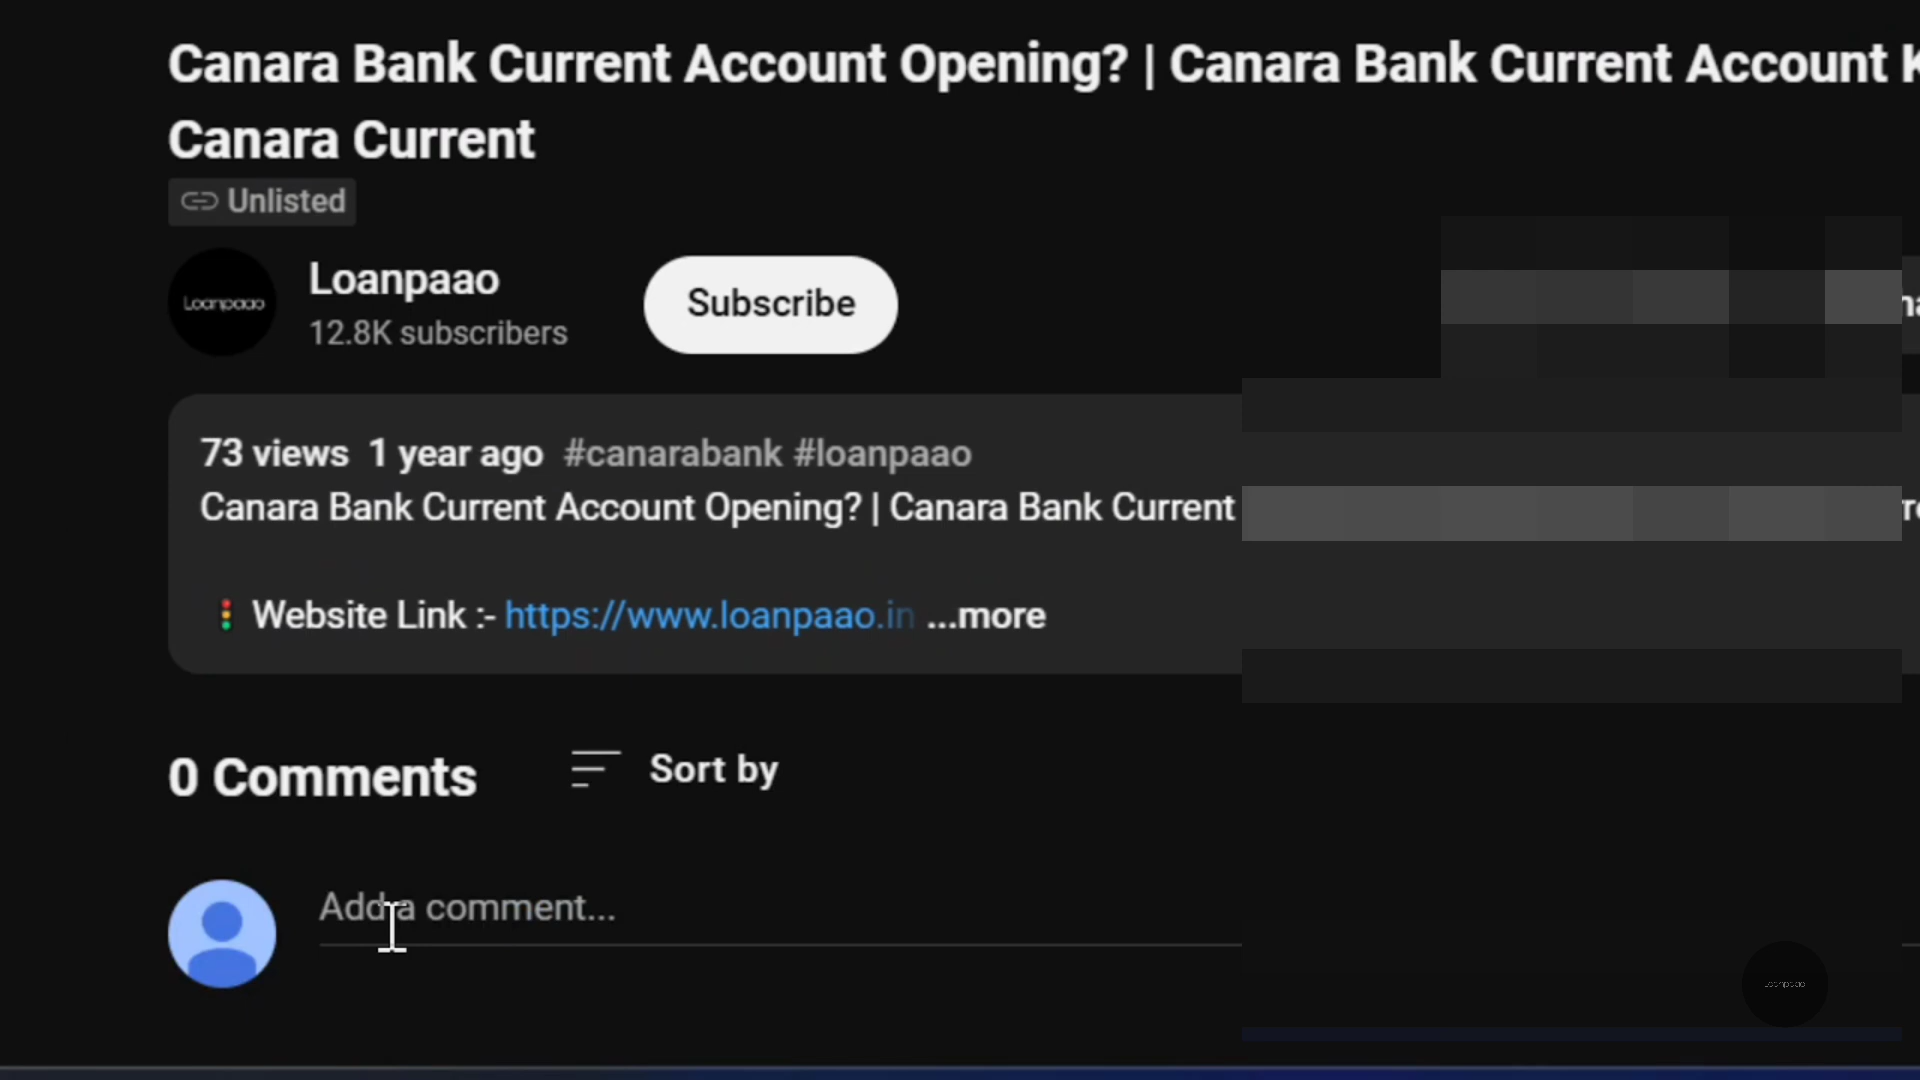 Canara Bank Current Account Opening? | Canara Bank Current Account
Canara Current
Unlisted
Loanpaao
Loanpaao
12.8K subscribers
Subscribe
73 views 1 year ago #canarabank #loanpaao
Canara Bank Current Account Opening? | Canara Bank Current
Website Link :- https://www.loanpaao.in ...more
0 Comments
Sort by
Add a comment...
Loanpaao